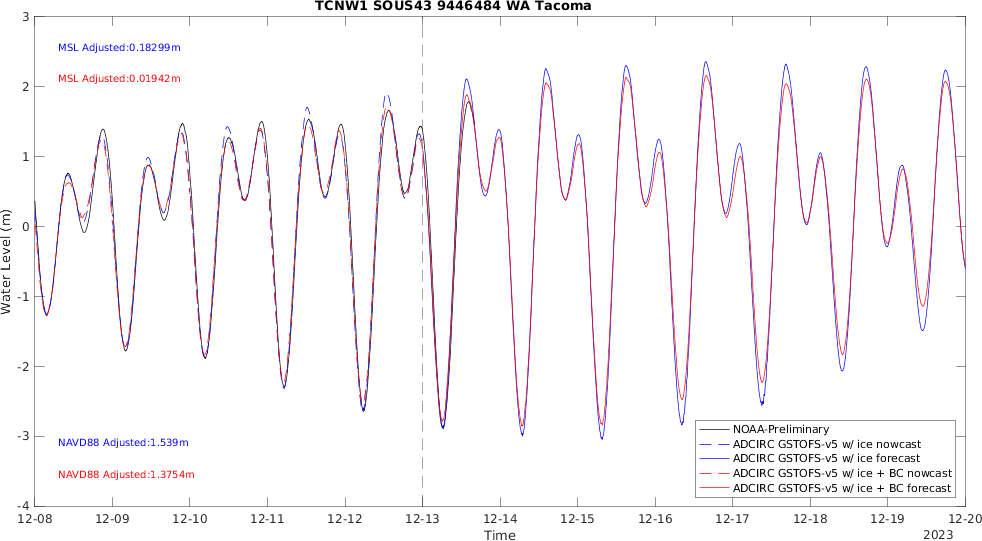 TCNW1 SOUS43 9446484 WA Tacoma
3
MSL Adjusted:0.18299m
MSL Adjusted:0.01942m
2
1
0
-1
-2
-3
-4
Water Level (m)
NAVD88 Adjusted:1.539m
NAVD88 Adjusted:1.3754m
NOAA-Preliminary
ADCIRC GSTOFS-v5 w/ ice nowcast
ADCIRC GSTOFS-v5 w/ ice forecast
ADCIRC GSTOFS-v5 w/ ice + BC nowcast
ADCIRC GSTOFS-v5 w/ ice + BC forecast
12-08 12-09 12-10 12-11 12-12 12-13 12-14 12-15 12-16 12-17 12-18 12-19 12-20
Time
2023